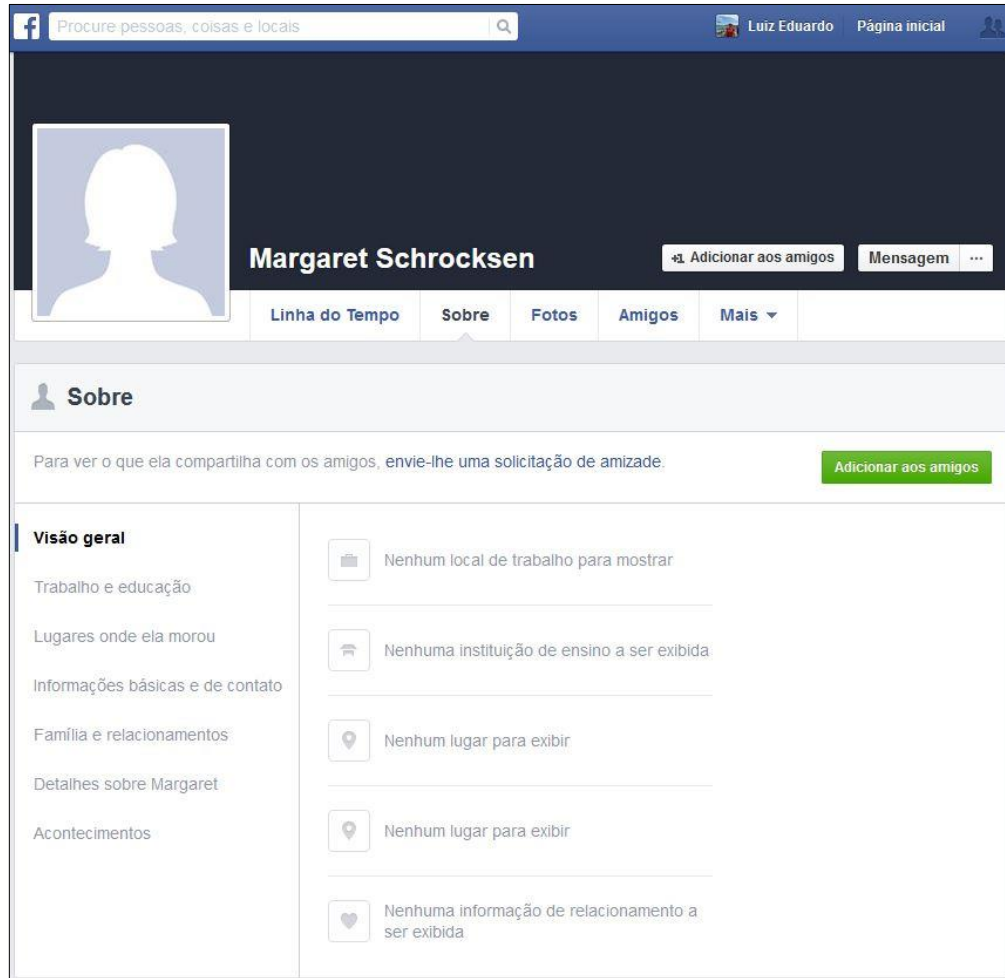 f Procure pessoas, coisas e locais Luiz Eduardo Página inicial
Margaret Schrocksen +1 Adicionar aos amigos Mensagem ...
Linha do Tempo Sobre Fotos Amigos Mais
Sobre
Para ver o que ela compartilha com os amigos, envie-lhe uma solicitação de amizade. Adicionar aos amigos
Visão geral
Trabalho e educação
Lugares onde ela morou
Informações básicas e de contato
Família e relacionamentos
Detalhes sobre Margaret
Acontecimentos
Nenhum local de trabalho para mostrar
Nenhuma instituição de ensino a ser exibida
Nenhum lugar para exibir
Nenhum lugar para exibir
Nenhuma informação de relacionamento a
ser exibida